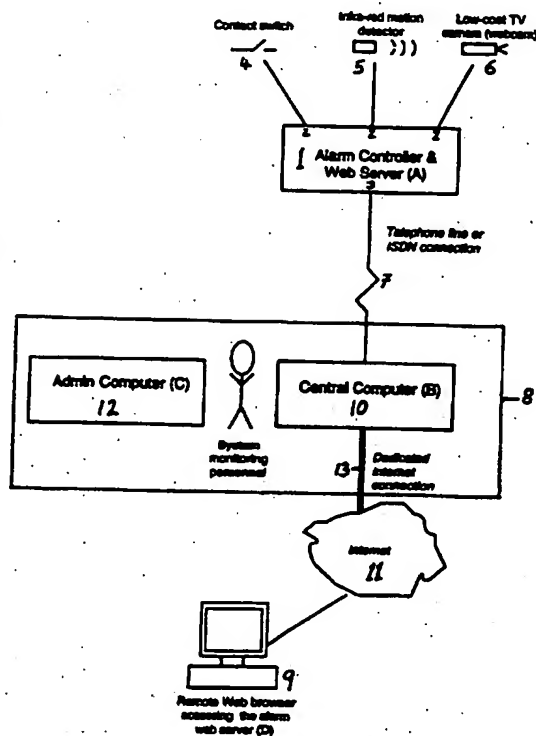 Contact switch
4
Infra-red motion
detector
5
Low-cost TV
camera (webcam)
6
2 2 2
1 Alarm Controller &
Web Server (A)
3
Telephone line or
ISDN connection
7
Admin Computer (C)
12
System
monitoring
personnel
Central Computer (B)
10
8
13
Dedicated
internet
connection
Internet
11
9
Remote Web browser
accessing the alarm
web server (D)